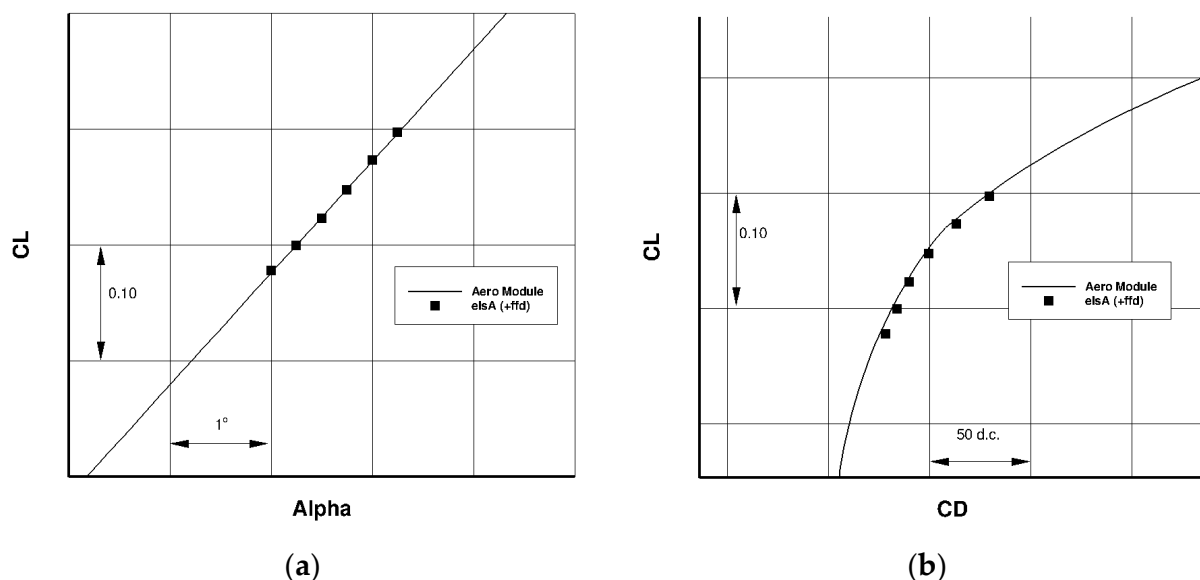 CL
0.10
1°
Aero Module
elsA (+ffd)
Alpha
(a)
CL
0.10
Aero Module
elsA (+ffd)
50 d.c.
CD
(b)